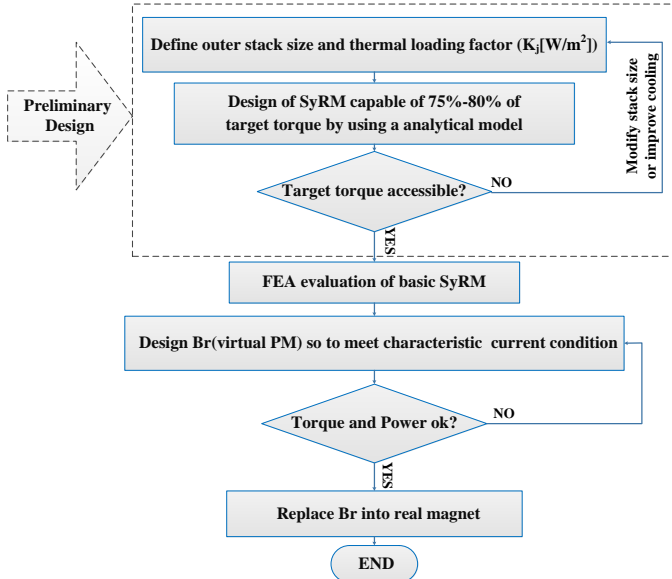 Define outer stack size and thermal loading factor (Kj[W/m²])
Preliminary
Design
Design of SyRM capable of 75%-80% of
target torque by using a analytical model
Modify stack size
or improve cooling
Target torque accessible?
NO
YES
FEA evaluation of basic SyRM
Design Br(virtual PM) so to meet characteristic current condition
Torque and Power ok?
NO
YES
Replace Br into real magnet
END